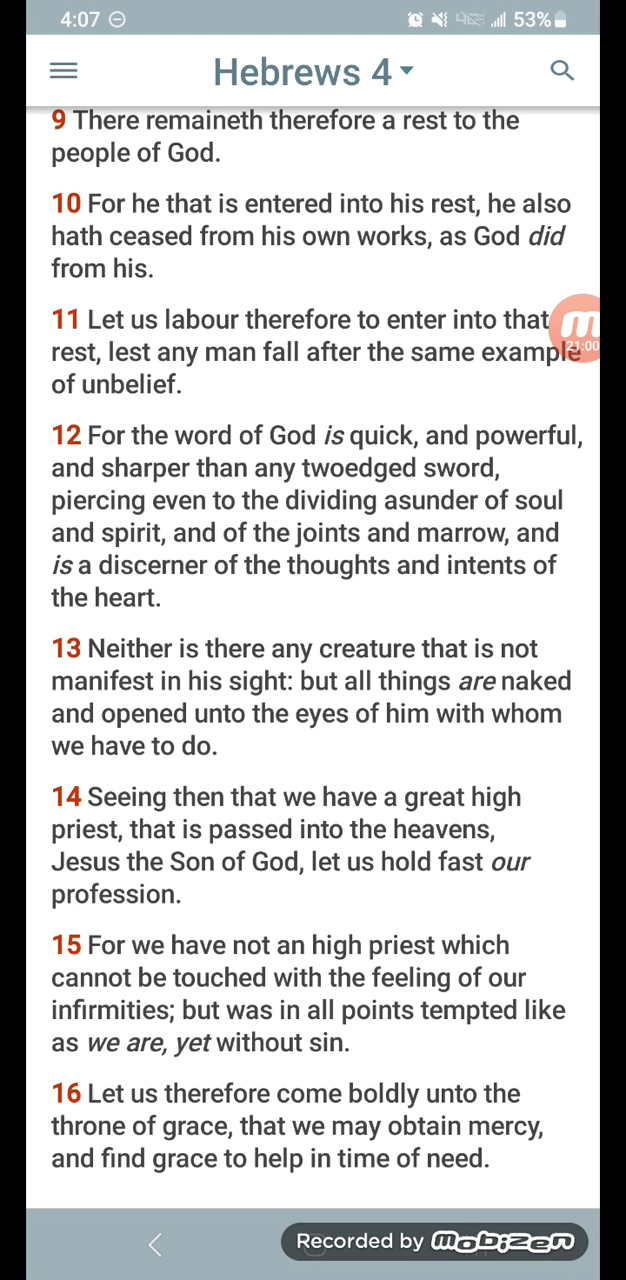 4:07 53%
Hebrews 4
9 There remaineth therefore a rest to the
people of God.
10 For he that is entered into his rest, he also
hath ceased from his own works, as God did
from his.
11 Let us labour therefore to enter into that
rest, lest any man fall after the same example
of unbelief.
12 For the word of God is quick, and powerful,
and sharper than any twoedged sword,
piercing even to the dividing asunder of soul
and spirit, and of the joints and marrow, and
is a discerner of the thoughts and intents of
the heart.
13 Neither is there any creature that is not
manifest in his sight: but all things are naked
and opened unto the eyes of him with whom
we have to do.
14 Seeing then that we have a great high
priest, that is passed into the heavens,
Jesus the Son of God, let us hold fast our
profession.
15 For we have not an high priest which
cannot be touched with the feeling of our
infirmities; but was in all points tempted like
as we are, yet without sin.
16 Let us therefore come boldly unto the
throne of grace, that we may obtain mercy,
and find grace to help in time of need.
m
21:00
Recorded by mobizen